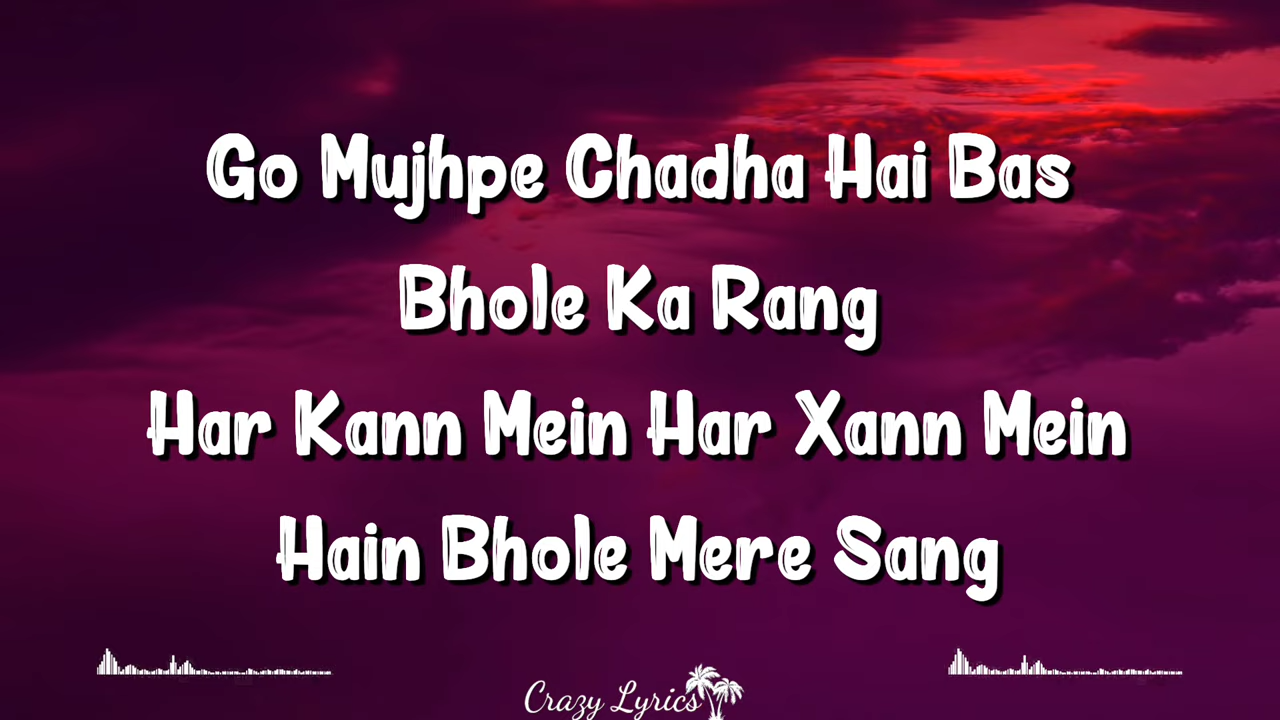 Go Mujhpe Chadha Hai Bas
Bhole Ka Rang
Har Kann Mein Har Xann Mein
Hain Bhole Mere Sang
Crazy Lyrics